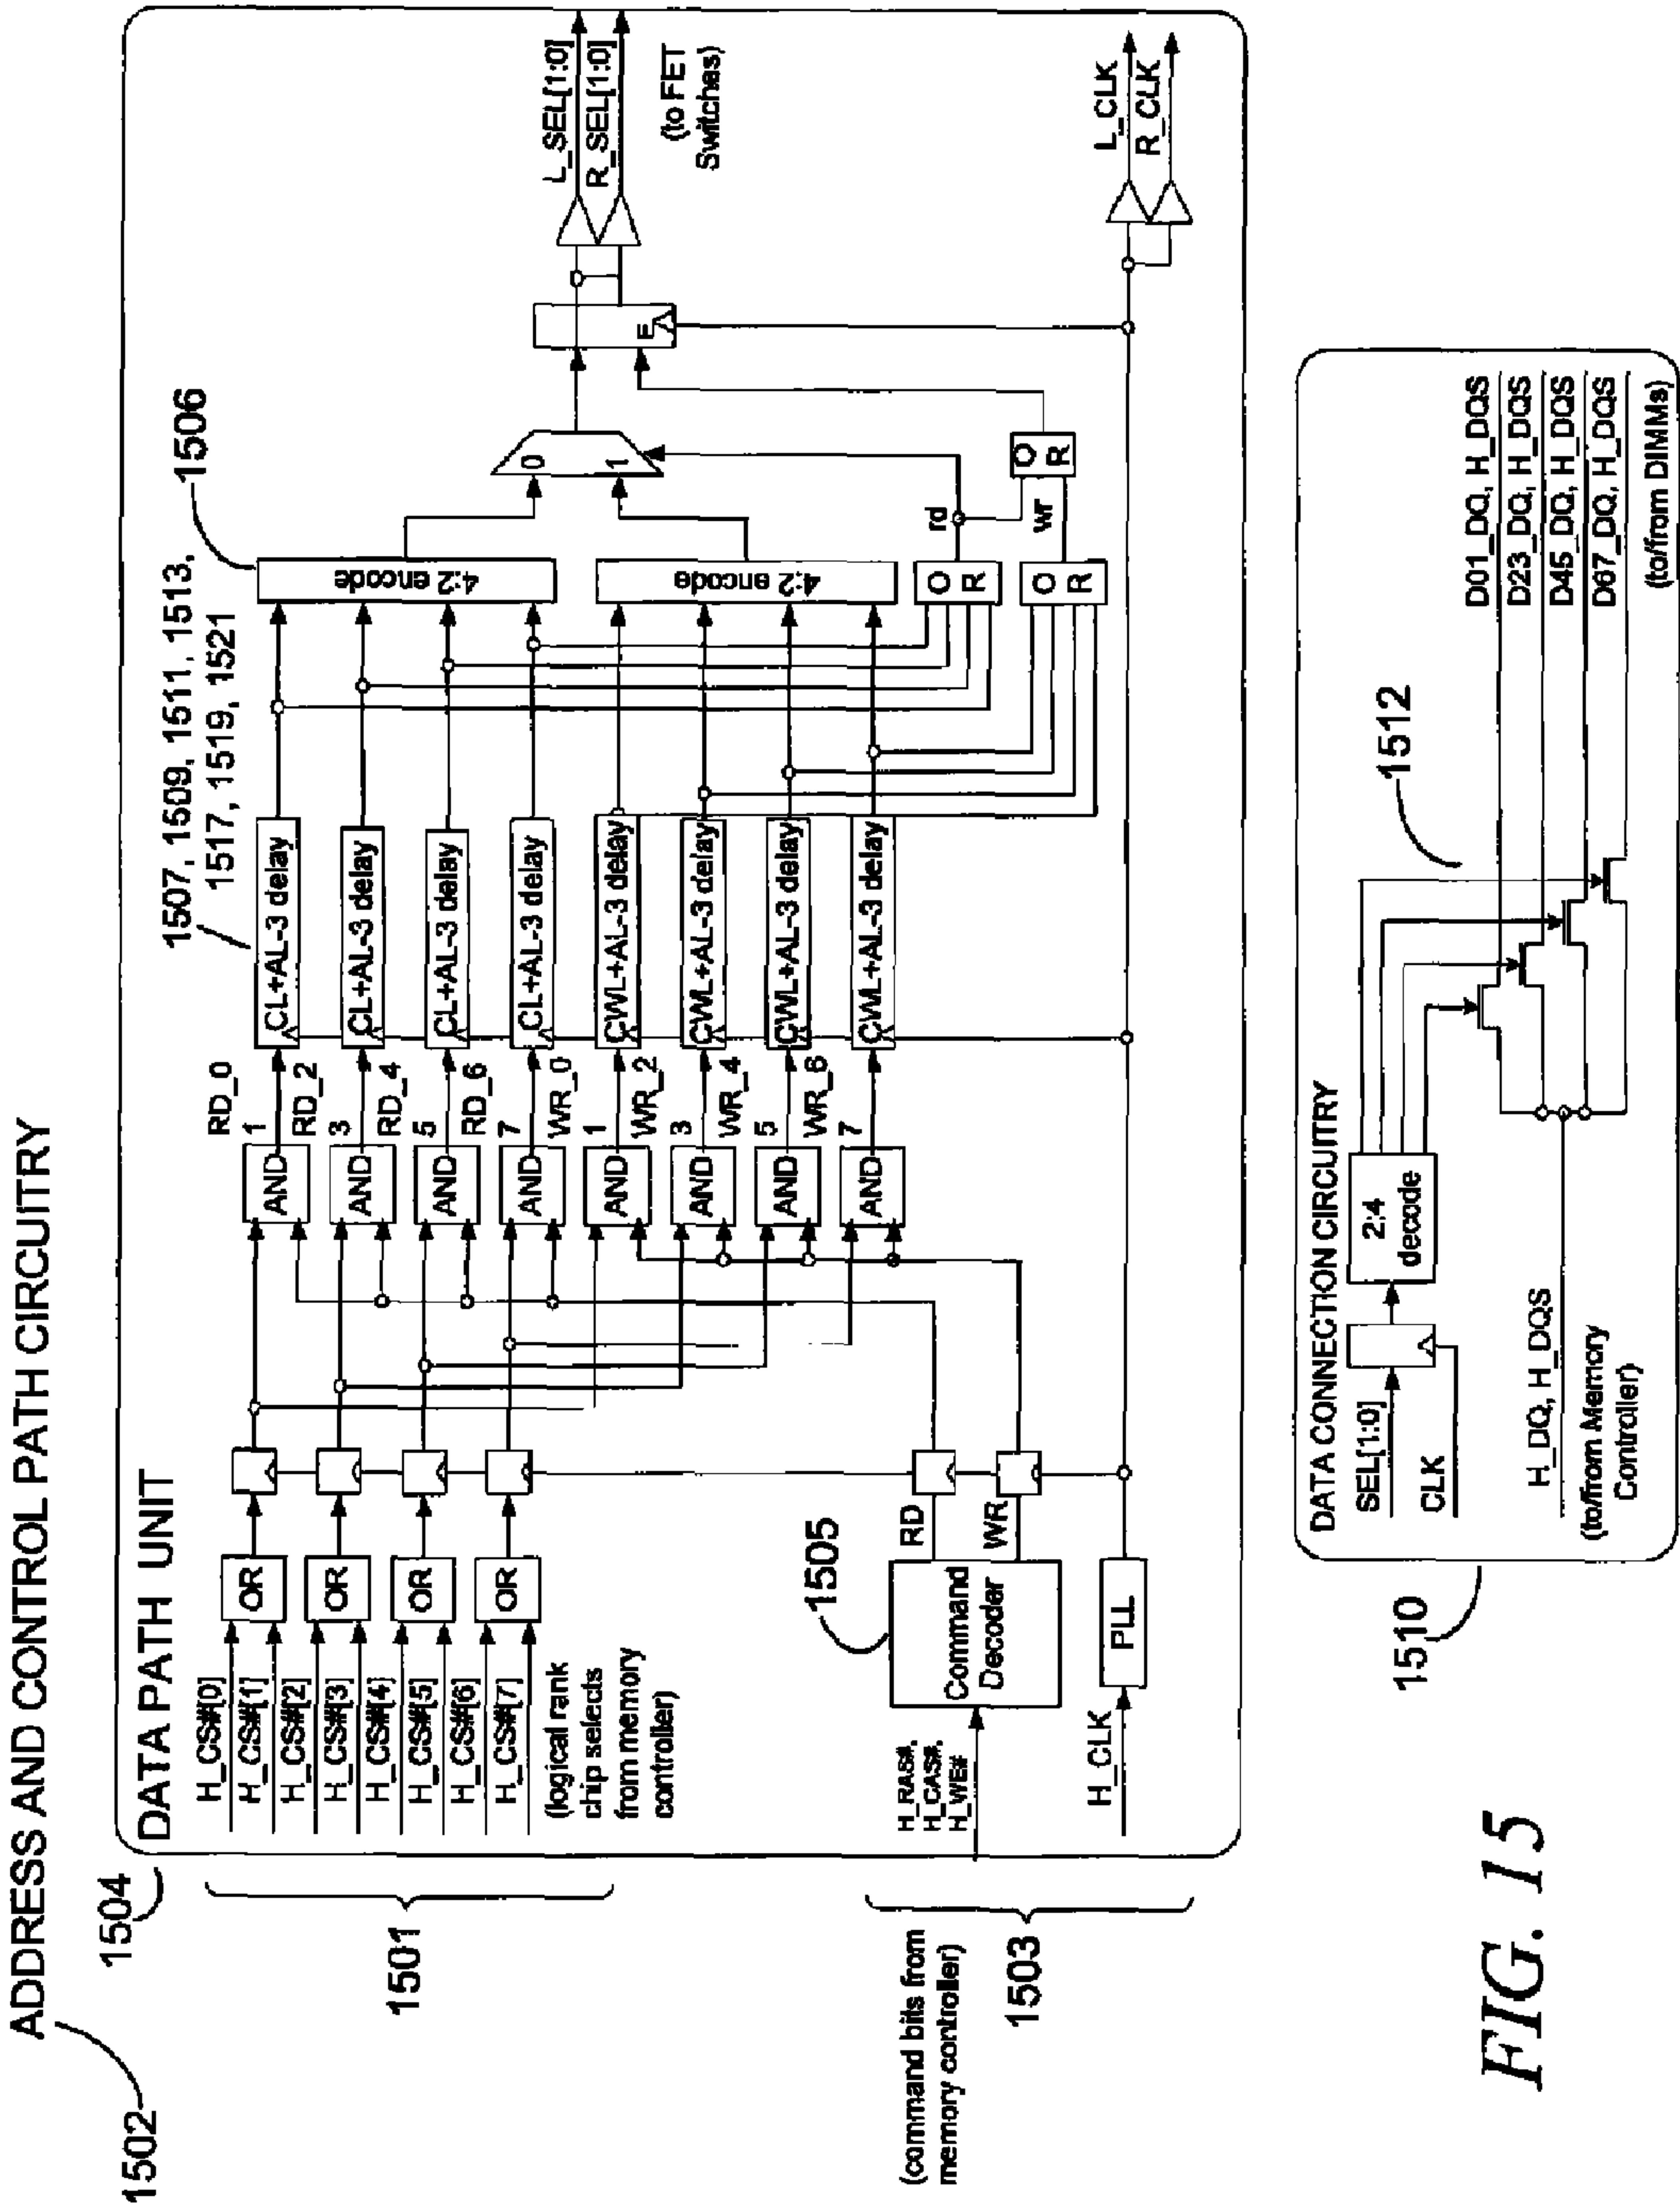 ADDRESS AND CONTROL PATH CIRCUITRY
1502
1504
DATA PATH UNIT
1501
H_CS#[0]
H_CS#[1]
H_CS#[2]
H_CS#[3]
H_CS#[4]
H_CS#[5]
H_CS#[6]
H_CS#[7]
(logical rank
chip selects
from memory
controller)
OR
OR
OR
OR
(command bits from
memory controller)
1503
H_RAS#,
H_CAS#,
H_WE#
H_CLK
1505
Command
Decoder
PLL
RD
WR
AND
AND
AND
AND
AND
AND
AND
AND
RD_0
1
RD_2
3
RD_4
5
RD_6
7
WR_0
1
WR_2
3
WR_4
5
WR_6
7
1507, 1509, 1511, 1513,
1517, 1519, 1521
CL+AL-3 delay
CL+AL-3 delay
CL+AL-3 delay
CL+AL-3 delay
CWL+AL-3 delay
CWL+AL-3 delay
CWL+AL-3 delay
CWL+AL-3 delay
1506
4:2 encode
4:2 encode
O
R
O
R
rd
wr
O
R
0
1
E
L_SEL[1:0]
R_SEL[1:0]
(to FET
Switches)
L_CLK
R_CLK
1510
DATA CONNECTION CIRCUITRY
SEL[1:0]
CLK
2:4
decode
H_DQ, H_DQS
(to/from Memory
Controller)
1512
D01_DQ, H_DQS
D23_DQ, H_DQS
D45_DQ, H_DQS
D67_DQ, H_DQS
(to/from DIMMs)
FIG. 15